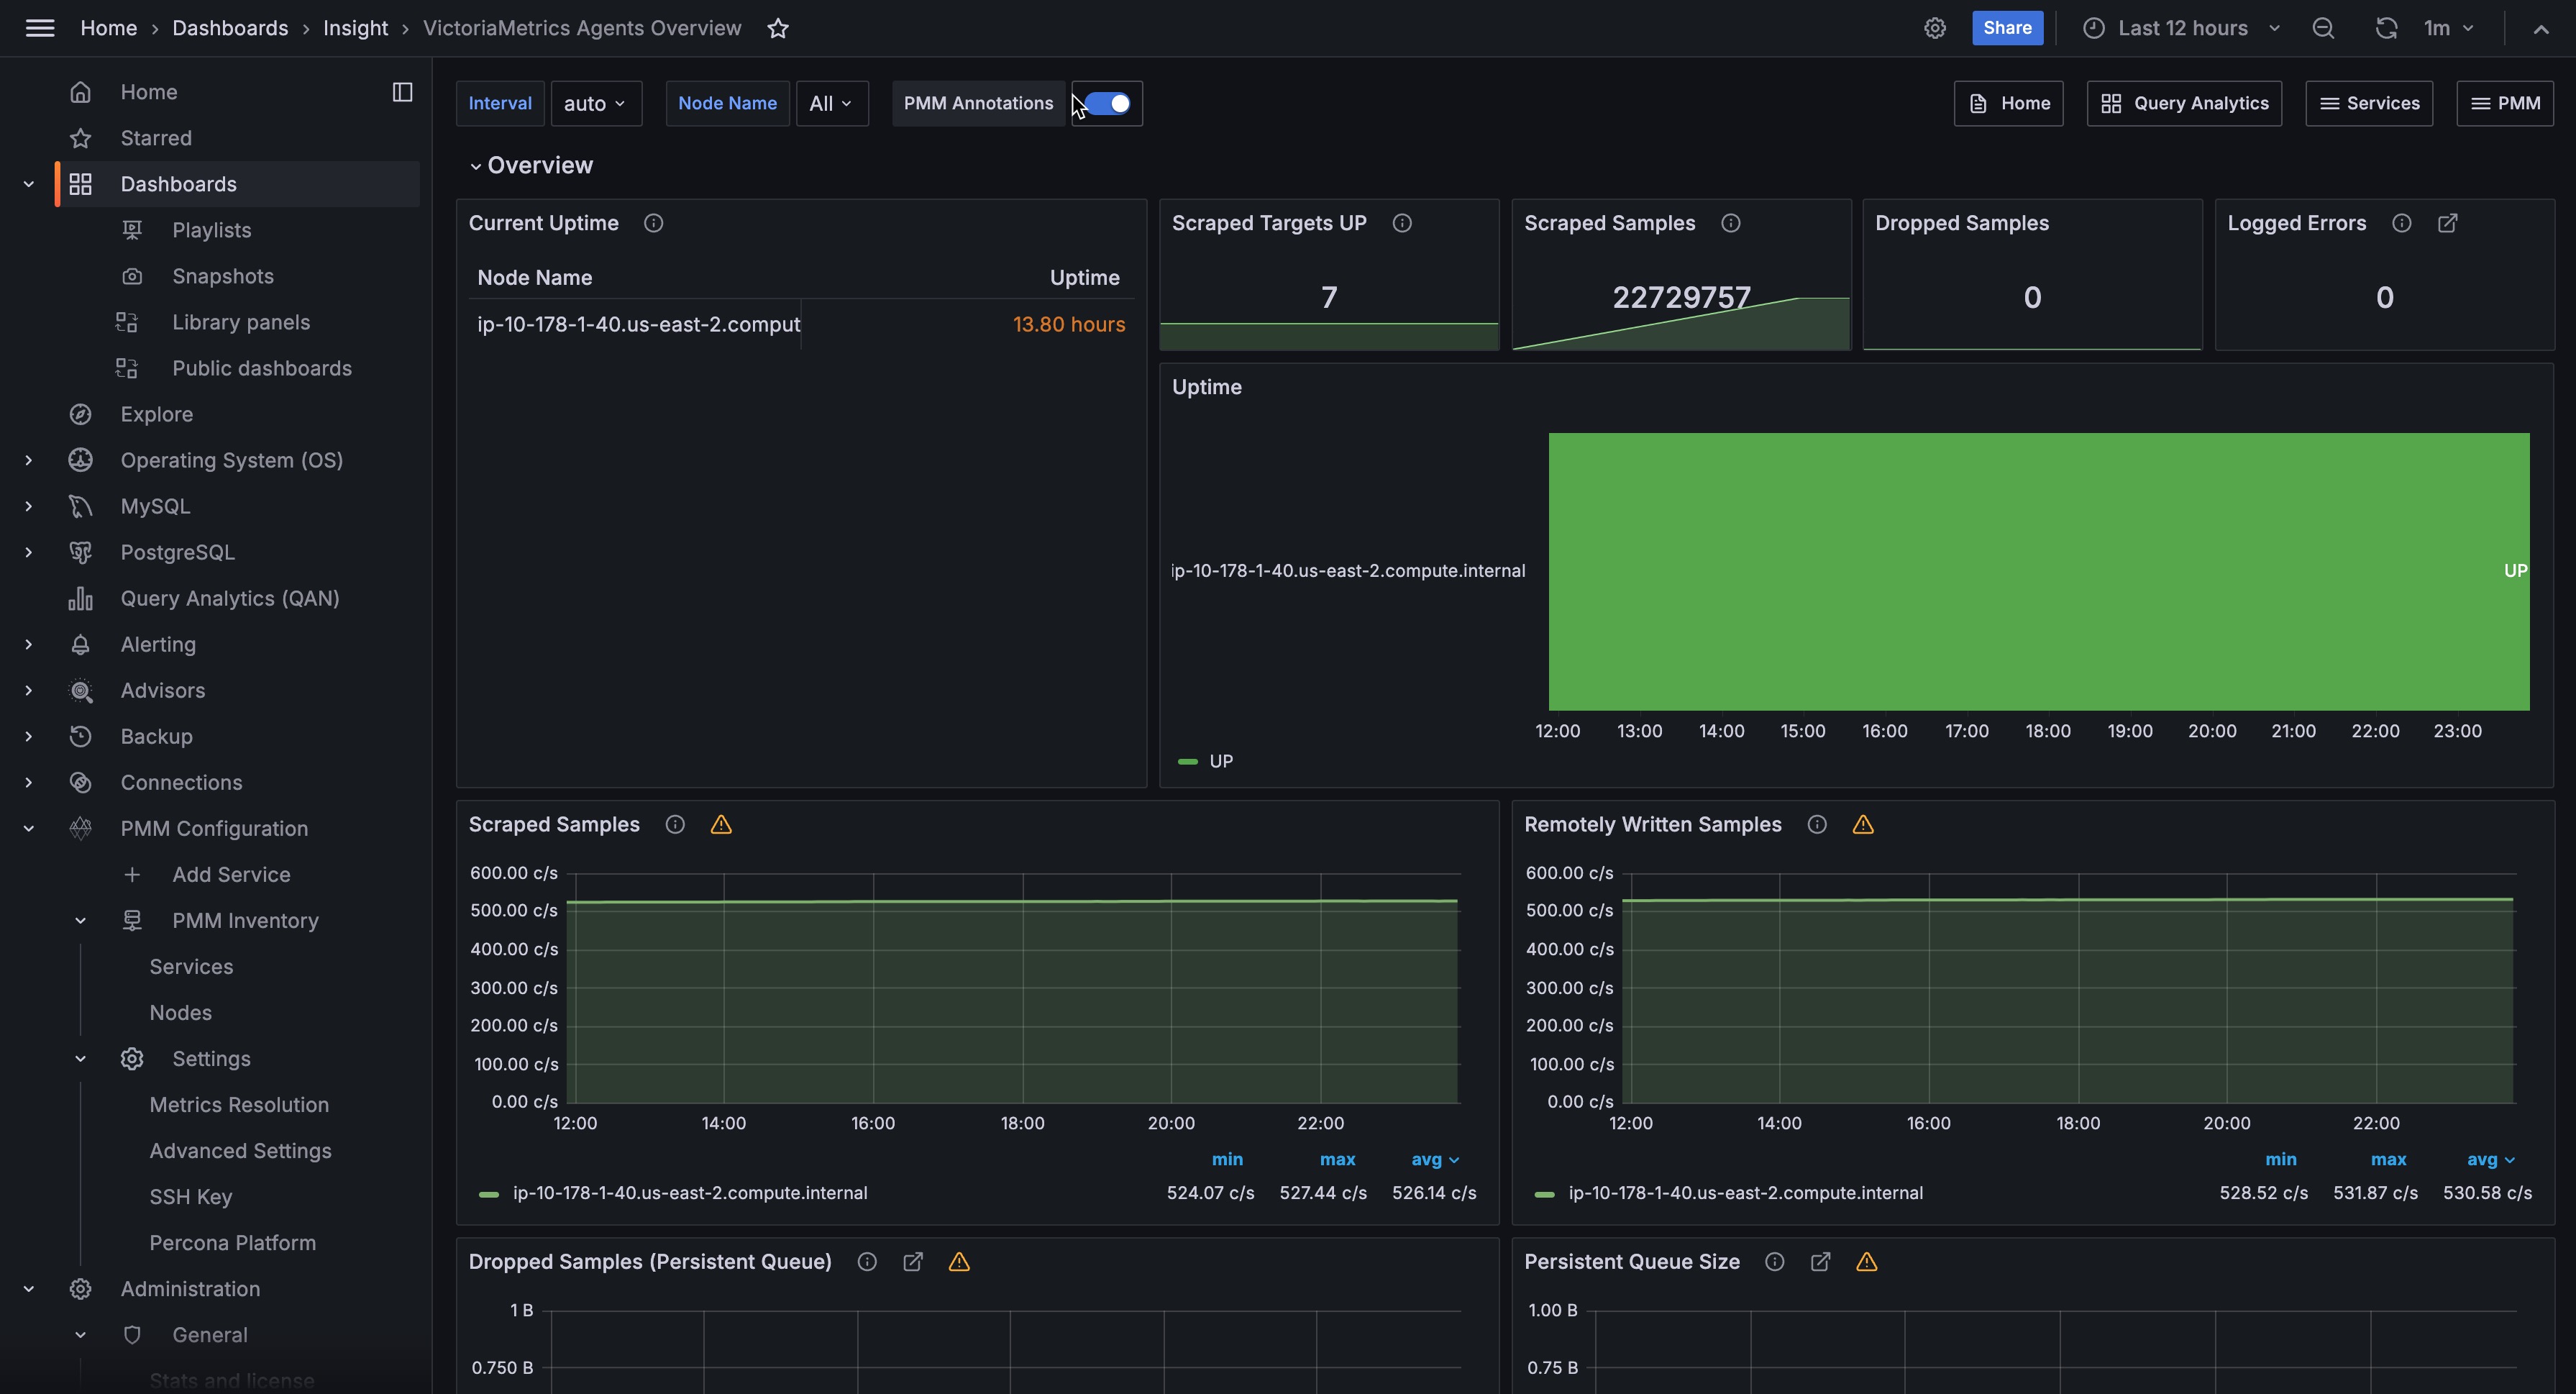 Home › Dashboards › Insight › VictoriaMetrics Agents Overview
Share
Last 12 hours
1m
Home
Starred
Dashboards
Playlists
Snapshots
Library panels
Public dashboards
Explore
Operating System (OS)
MySQL
PostgreSQL
Query Analytics (QAN)
Alerting
Advisors
Backup
Connections
PMM Configuration
Add Service
PMM Inventory
Services
Nodes
Settings
Metrics Resolution
Advanced Settings
SSH Key
Percona Platform
Administration
General
Stats and license
Interval auto
Node Name All
PMM Annotations
Home
Query Analytics
Services
PMM
Overview
Current Uptime
Node Name Uptime
ip-10-178-1-40.us-east-2.comput 13.80 hours
Scraped Targets UP
7
Scraped Samples
22729757
Dropped Samples
0
Logged Errors
0
Uptime
ip-10-178-1-40.us-east-2.compute.internal
UP
12:00 13:00 14:00 15:00 16:00 17:00 18:00 19:00 20:00 21:00 22:00 23:00
UP
Scraped Samples
600.00 c/s
500.00 c/s
400.00 c/s
300.00 c/s
200.00 c/s
100.00 c/s
0.00 c/s
12:00 14:00 16:00 18:00 20:00 22:00
min max avg
ip-10-178-1-40.us-east-2.compute.internal 524.07 c/s 527.44 c/s 526.14 c/s
Remotely Written Samples
600.00 c/s
500.00 c/s
400.00 c/s
300.00 c/s
200.00 c/s
100.00 c/s
0.00 c/s
12:00 14:00 16:00 18:00 20:00 22:00
min max avg
ip-10-178-1-40.us-east-2.compute.internal 528.52 c/s 531.87 c/s 530.58 c/s
Dropped Samples (Persistent Queue)
1 B
0.750 B
Persistent Queue Size
1.00 B
0.75 B